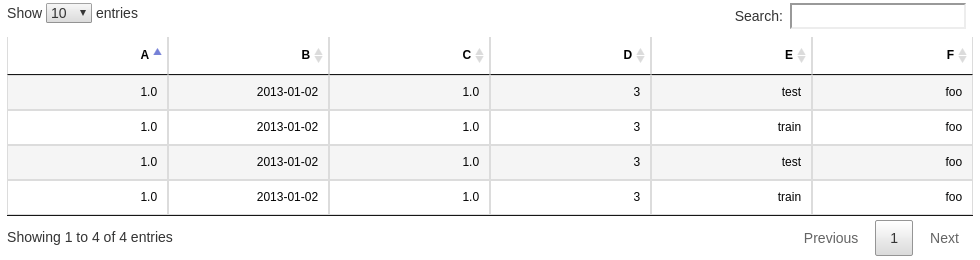 Show 10 entries Search:
A B C D E F
1.0 2013-01-02 1.0 3 test foo
1.0 2013-01-02 1.0 3 train foo
1.0 2013-01-02 1.0 3 test foo
1.0 2013-01-02 1.0 3 train foo
Showing 1 to 4 of 4 entries Previous 1 Next